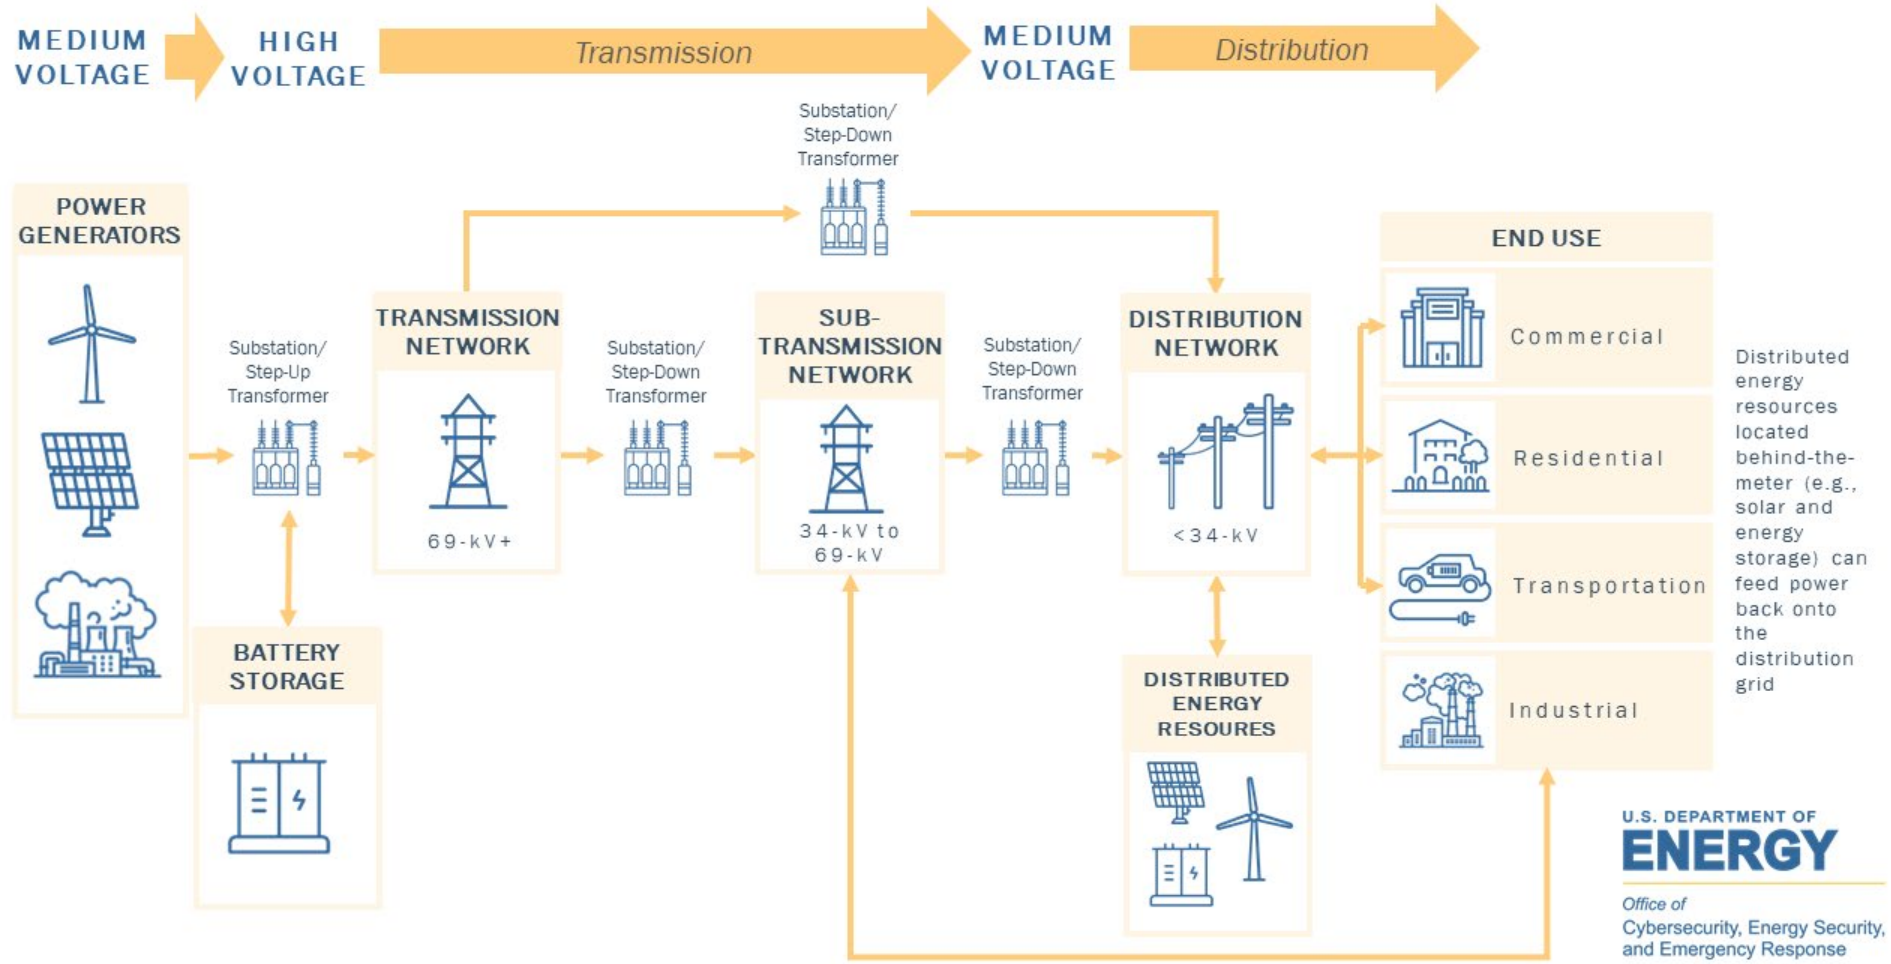 MEDIUM
VOLTAGE
HIGH
VOLTAGE
Transmission
MEDIUM
VOLTAGE
Distribution
Substation/
Step-Down
Transformer
POWER
GENERATORS
Substation/
Step-Up
Transformer
BATTERY
STORAGE
TRANSMISSION
NETWORK
69-kV+
Substation/
Step-Down
Transformer
SUB-
TRANSMISSION
NETWORK
34-kV to
69-kV
Substation/
Step-Down
Transformer
DISTRIBUTION
NETWORK
<34-kV
DISTRIBUTED
ENERGY
RESOURES
END USE
Commercial
Residential
Transportation
Industrial
Distributed
energy
resources
located
behind-the-
meter (e.g.,
solar and
energy
storage) can
feed power
back onto
the
distribution
grid
U.S. DEPARTMENT OF
ENERGY
Office of
Cybersecurity, Energy Security,
and Emergency Response